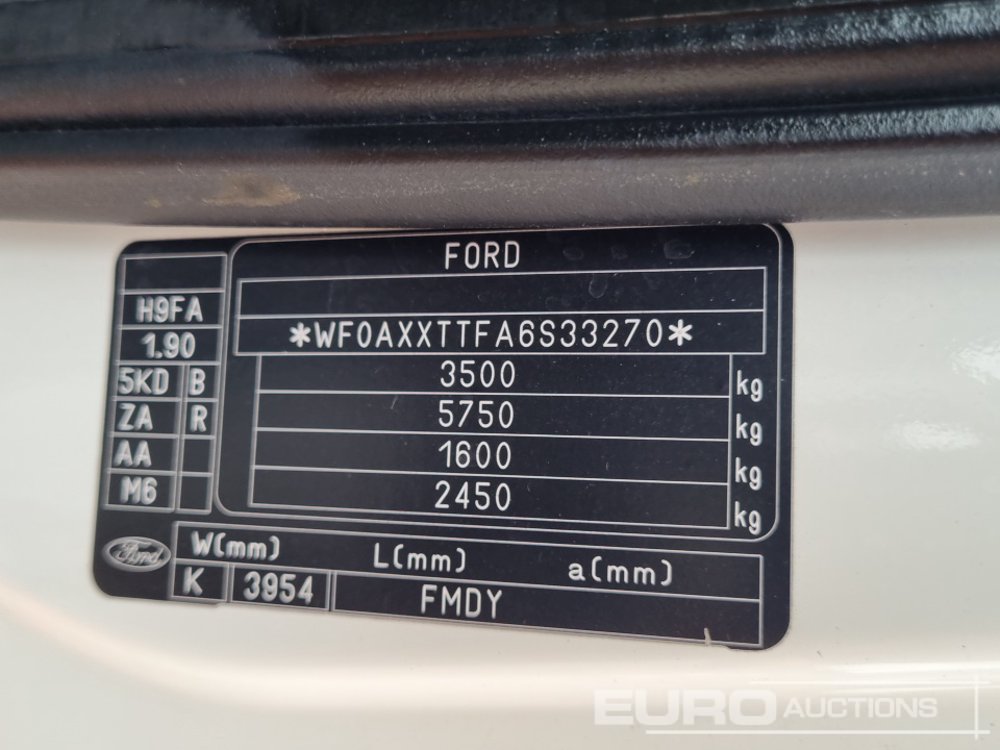 FORD
H9FA
*WF0AXXTTFA6S33270*
1.90
3500 kg
5KD B
5750 kg
ZA R
1600 kg
AA
2450 kg
M6
Ford
W(mm) L(mm) a(mm)
K 3954 FMDY
EURO AUCTIONS